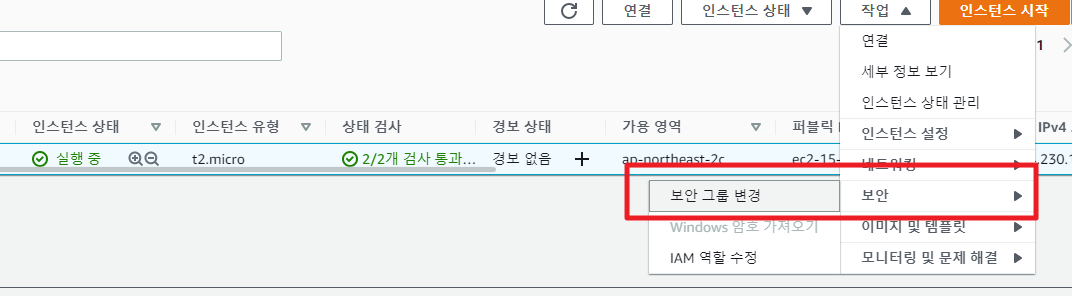 연결 인스턴스 상태 작업 인스턴스 시작
연결 1
세부 정보 보기
인스턴스 상태 관리
인스턴스 상태 인스턴스 유형 상태 검사 경보 상태 가용 영역 퍼블릭 인스턴스 설정 IPv4
실행 중 t2.micro 2/2개 검사 통과... 경보 없음 ap-northeast-2c ec2-15- 네트워킹 .230.1
보안 그룹 변경 보안
Windows 암호 가져오기 이미지 및 템플릿
IAM 역할 수정 모니터링 및 문제 해결